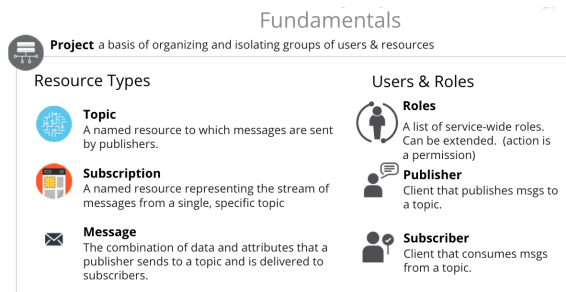 Fundamentals
Project a basis of organizing and isolating groups of users & resources
Resource Types
Topic
A named resource to which messages are sent
by publishers.
Subscription
A named resource representing the stream of
messages from a single, specific topic
Message
The combination of data and attributes that a
publisher sends to a topic and is delivered to
subscribers.
Users & Roles
Roles
A list of service-wide roles.
Can be extended. (action is
a permission)
Publisher
Client that publishes msgs to
a topic.
Subscriber
Client that consumes msgs
from a topic.